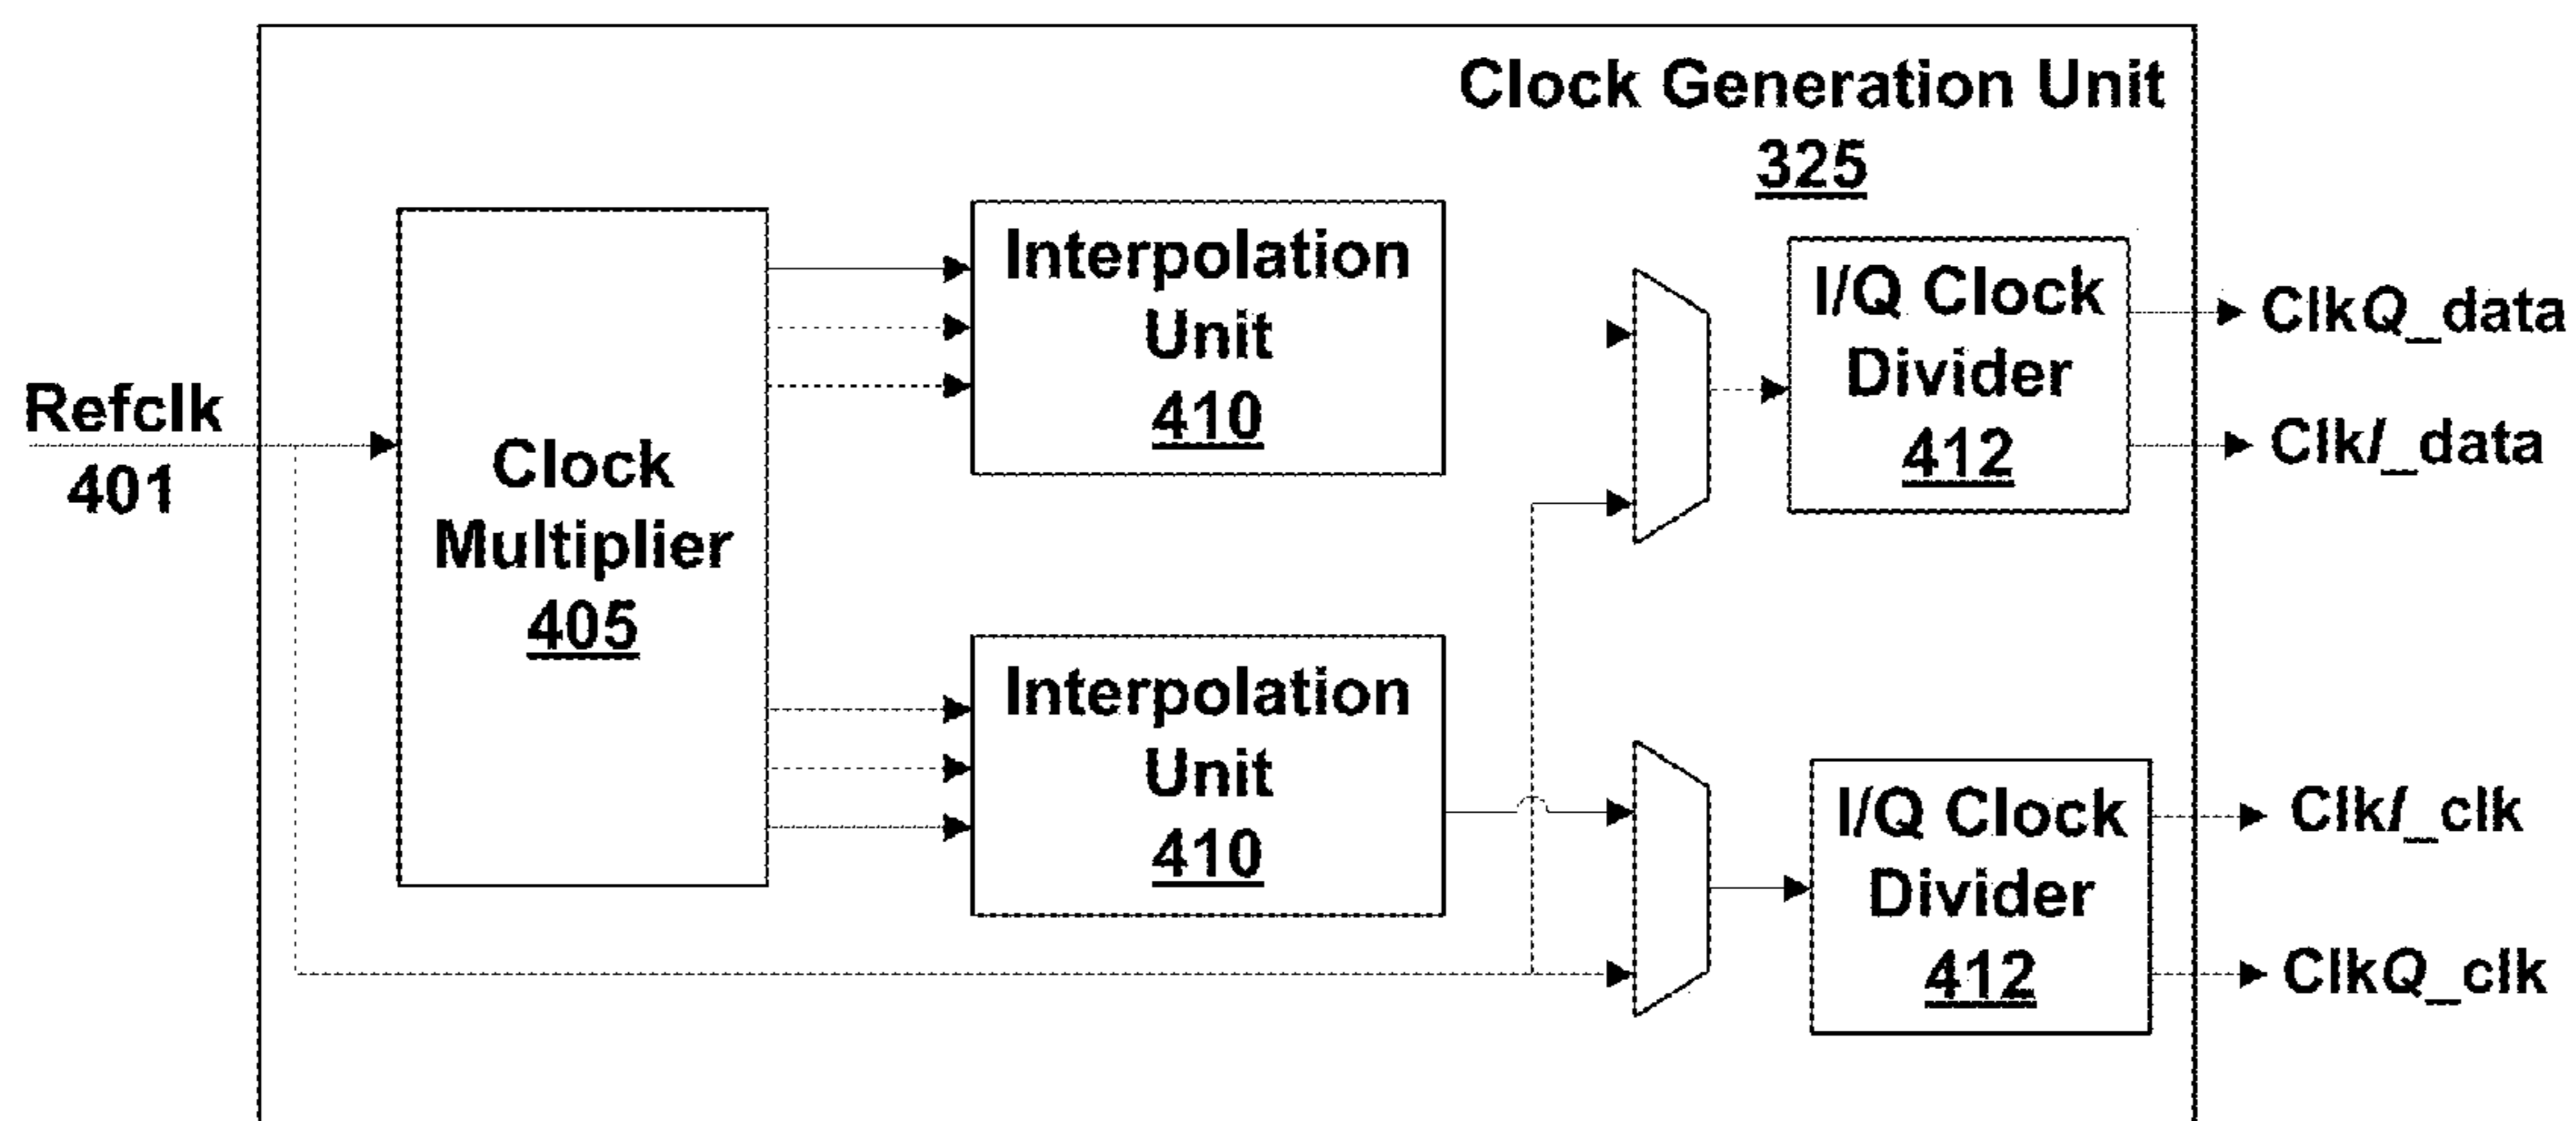 Clock Generation Unit
325
Refclk
401
Clock
Multiplier
405
Interpolation
Unit
410
Interpolation
Unit
410
I/Q Clock
Divider
412
I/Q Clock
Divider
412
ClkQ_data
ClkI_data
ClkI_clk
ClkQ_clk